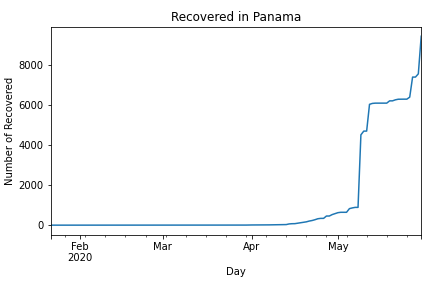 Recovered in Panama
Number of Recovered
8000
6000
4000
2000
0
Feb
2020
Mar
Apr
May
Day